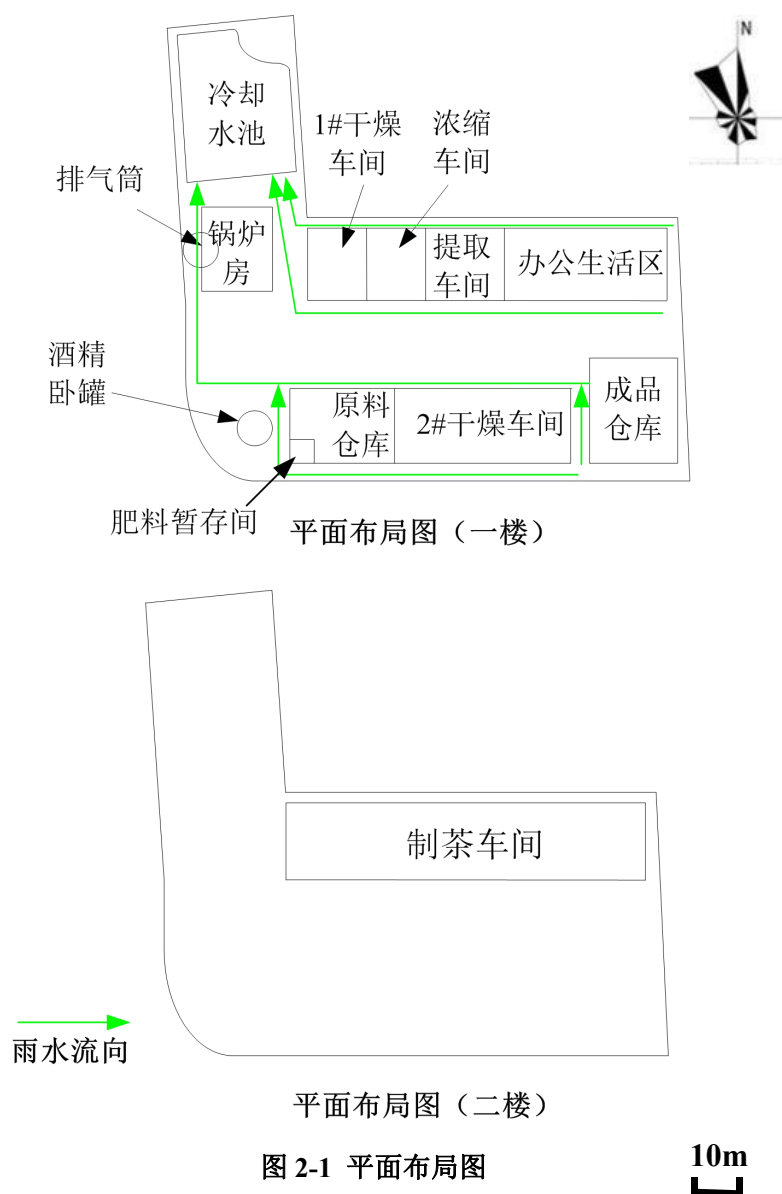 N
冷却
水池
1#干燥
车间
浓缩
车间
排气筒
锅炉
房
提取
车间
办公生活区
酒精
卧罐
原料
仓库
2#干燥车间
成品
仓库
肥料暂存间
平面布局图（一楼）
制茶车间
雨水流向
平面布局图（二楼）
图 2-1 平面布局图
10m